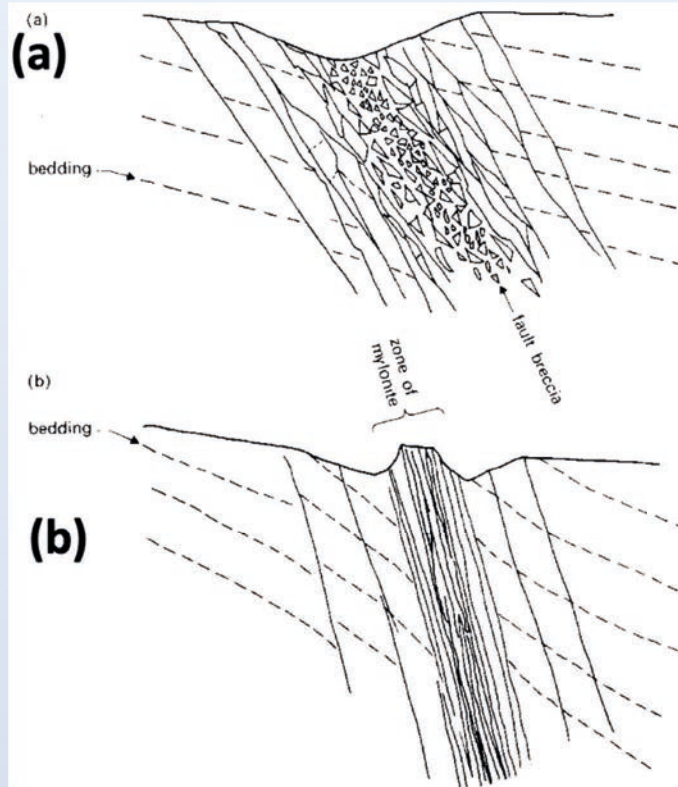 (a)
(a)
bedding
fault breccia
zone of
mylonite
(b)
bedding
(b)